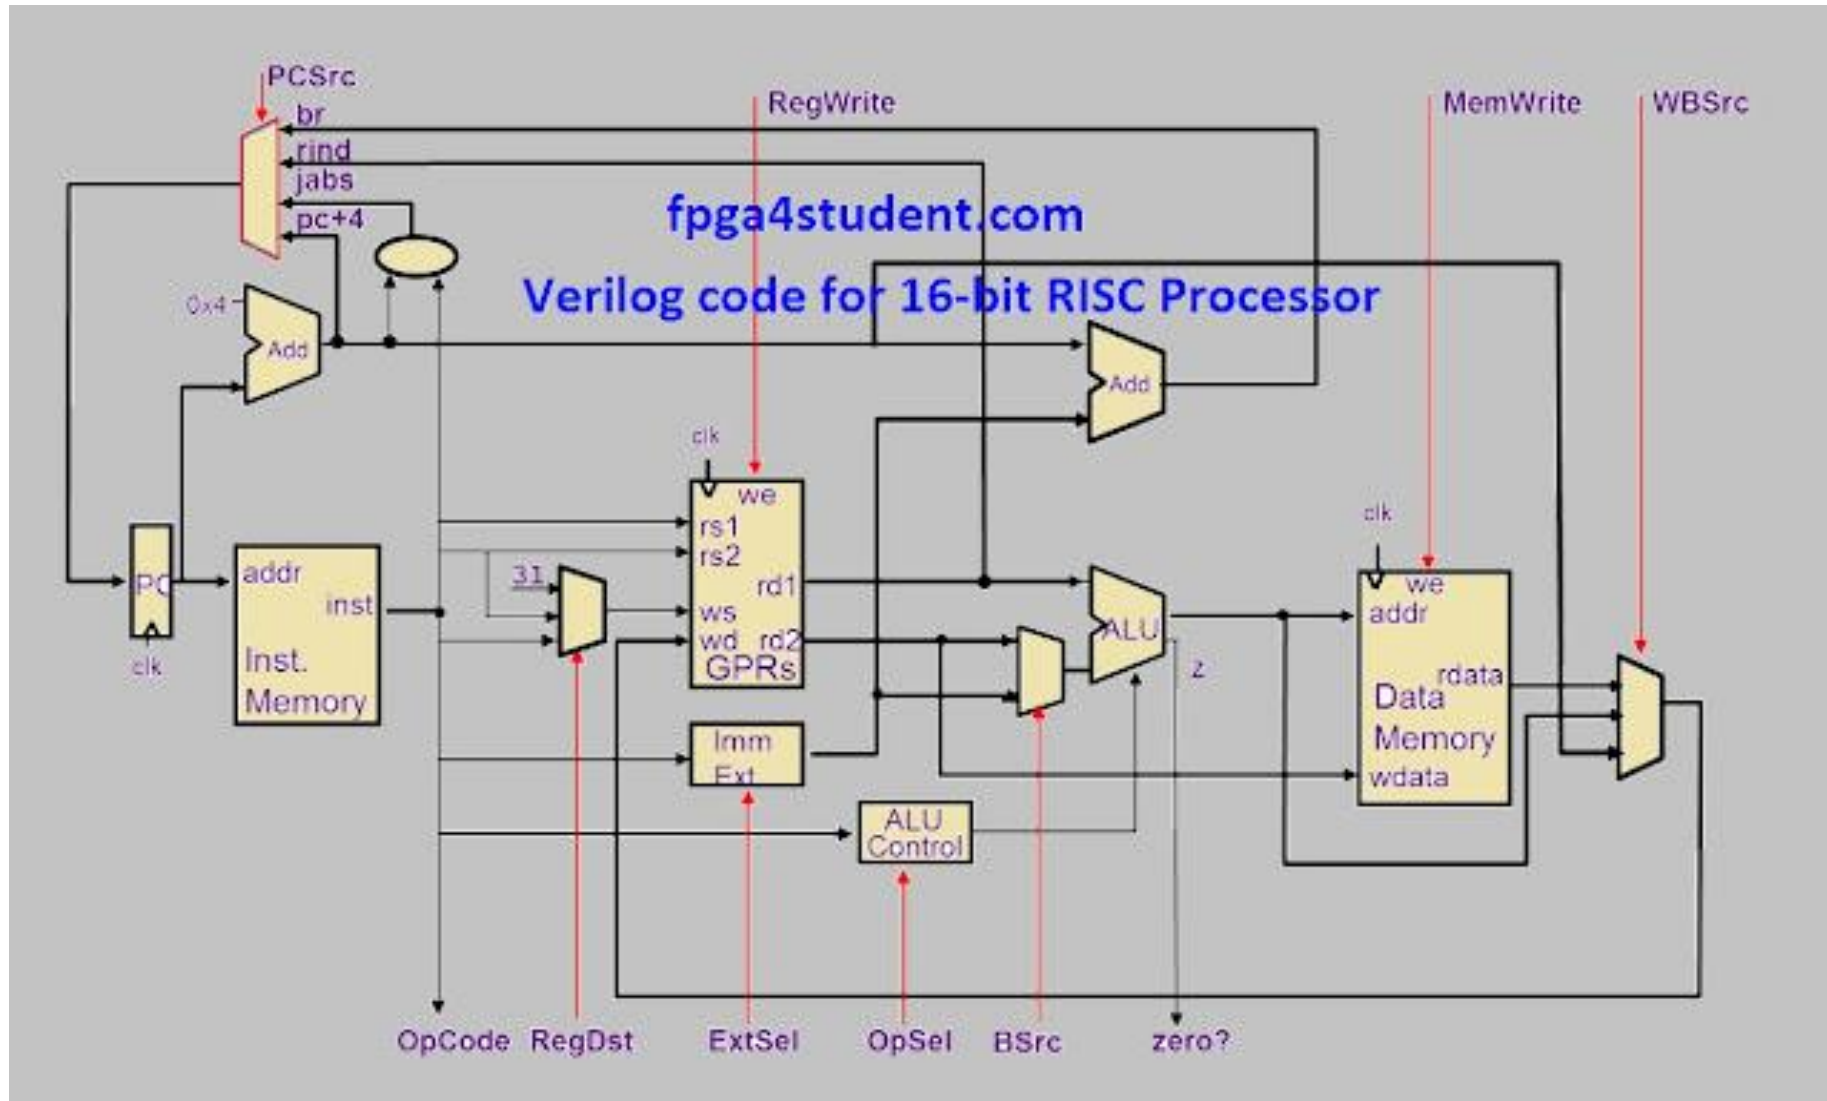 PCSrc
br
rind
jabs
pc+4
RegWrite
MemWrite
WBSrc
fpga4student.com
Verilog code for 16-bit RISC Processor
0x4
Add
Add
clk
we
rs1
rs2
rd1
ws
wd rd2
GPRs
31
PC
clk
addr
inst
Inst.
Memory
Imm
Ext
ALU
Control
ALU
z
clk
we
addr
rdata
Data
Memory
wdata
OpCode
RegDst
ExtSel
OpSel
BSrc
zero?